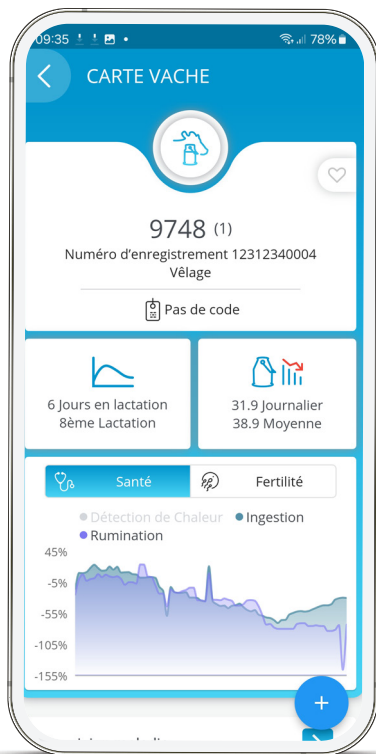 09:35
78%
CARTE VACHE
9748 (1)
Numéro d'enregistrement 12312340004
Vêlage
Pas de code
6 Jours en lactation
8ème Lactation
31.9 Journalier
38.9 Moyenne
Santé
Fertilité
Détection de Chaleur
Ingestion
Rumination
45%
-5%
-55%
-105%
-155%
+